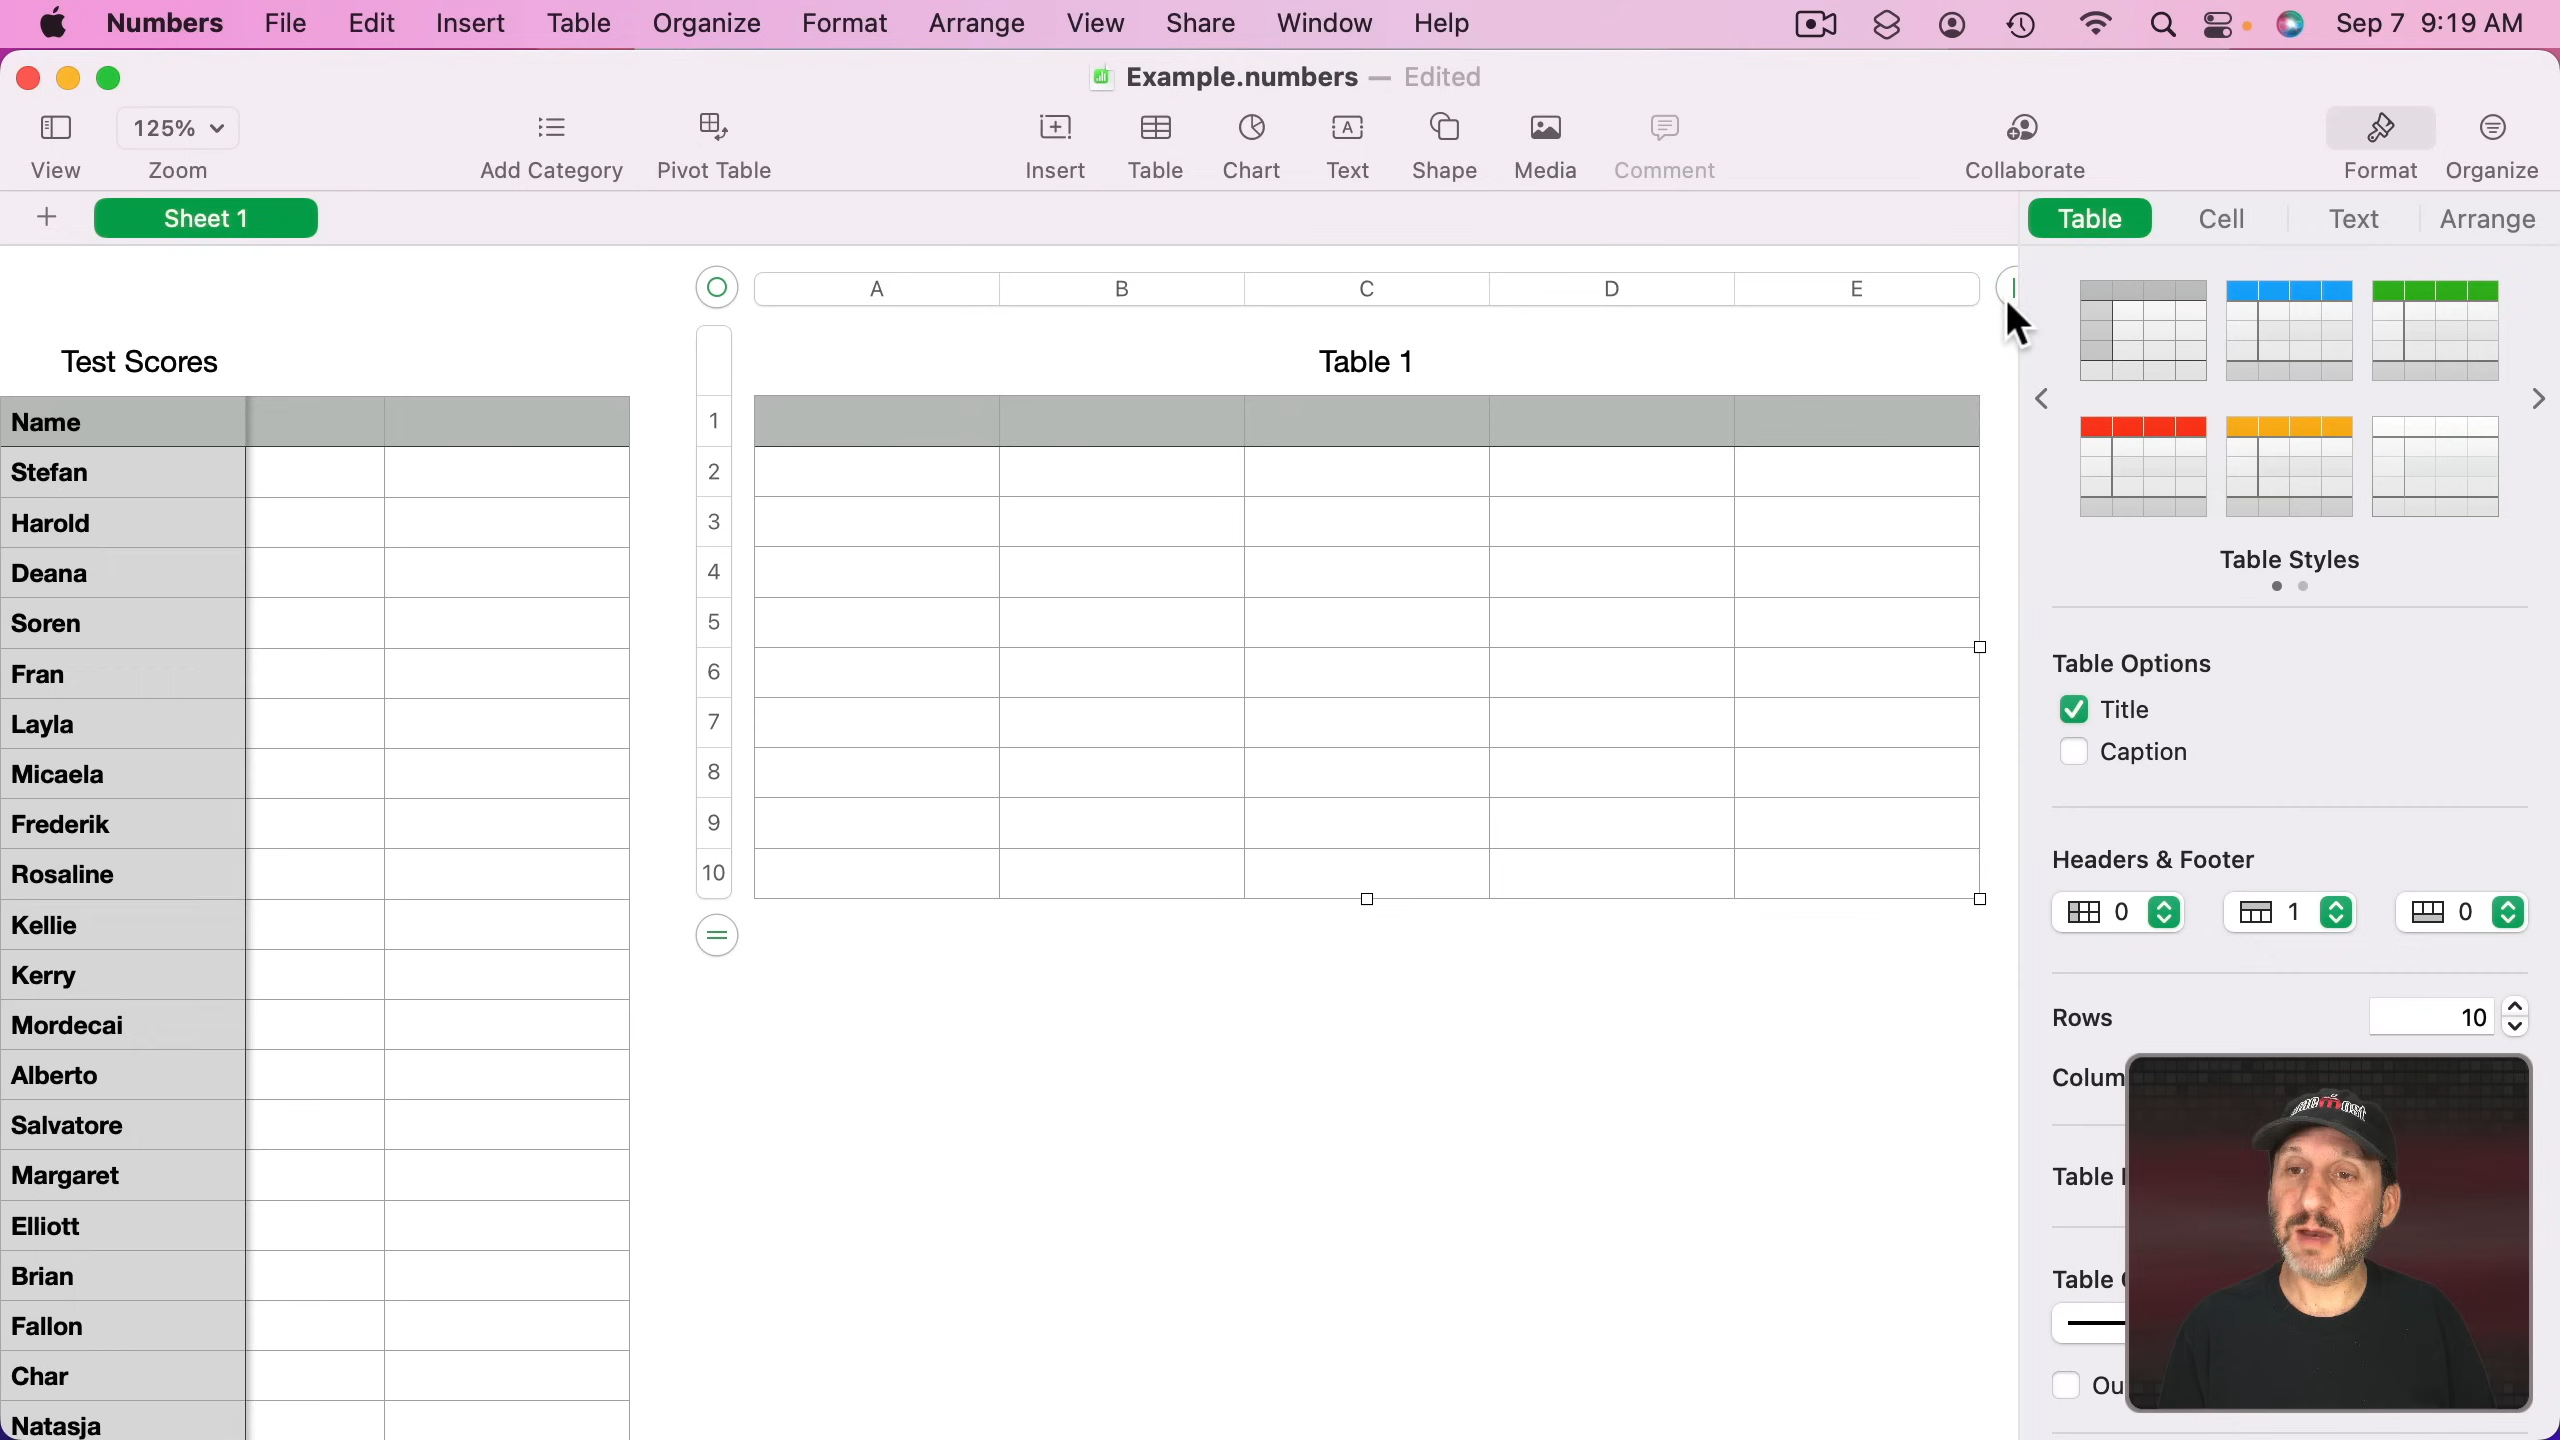 Numbers File Edit Insert Table Organize Format Arrange View Share Window Help Sep 7 9:19 AM
Example.numbers — Edited
125%
View Zoom Add Category Pivot Table Insert Table Chart Text Shape Media Comment Collaborate Format Organize
Sheet 1
Table Cell Text Arrange
A B C D E
Test Scores
Table 1
Name
Stefan
Harold
Deana
Soren
Fran
Layla
Micaela
Frederik
Rosaline
Kellie
Kerry
Mordecai
Alberto
Salvatore
Margaret
Elliott
Brian
Fallon
Char
Natasja
1
2
3
4
5
6
7
8
9
10
Table Styles
Table Options
Title
Caption
Headers & Footer
0 1 0
Rows 10
Colum
Table
Table
Ou